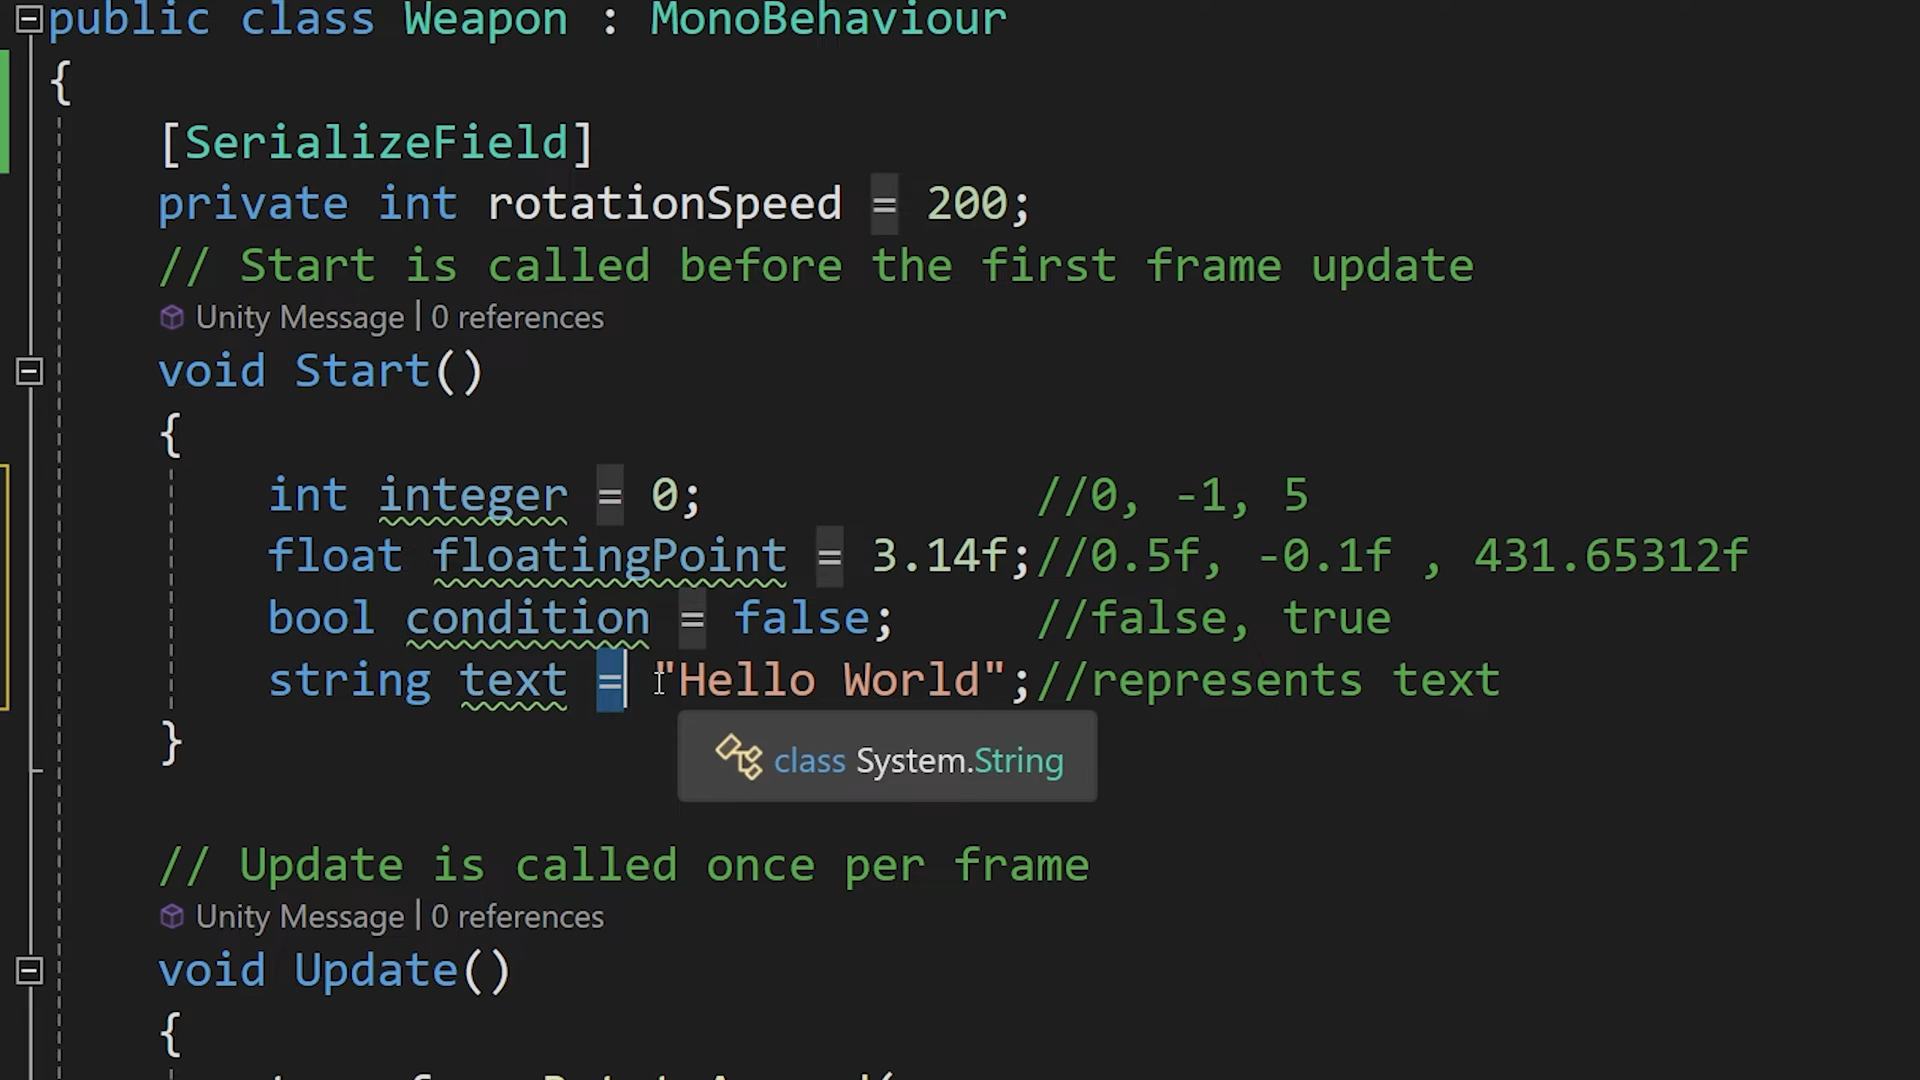 public class Weapon : MonoBehaviour
{
[SerializeField]
private int rotationSpeed = 200;
// Start is called before the first frame update
Unity Message | 0 references
void Start()
{
int integer = 0; //0, -1, 5
float floatingPoint = 3.14f;//0.5f, -0.1f , 431.65312f
bool condition = false; //false, true
string text = "Hello World";//represents text
}
class System.String
// Update is called once per frame
Unity Message | 0 references
void Update()
{